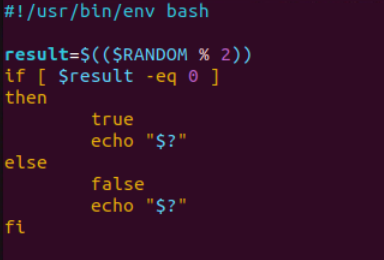 #!/usr/bin/env bash

result=$(($RANDOM % 2))
if [ $result -eq 0 ]
then
        true
        echo "$?"
else
        false
        echo "$?"
fi